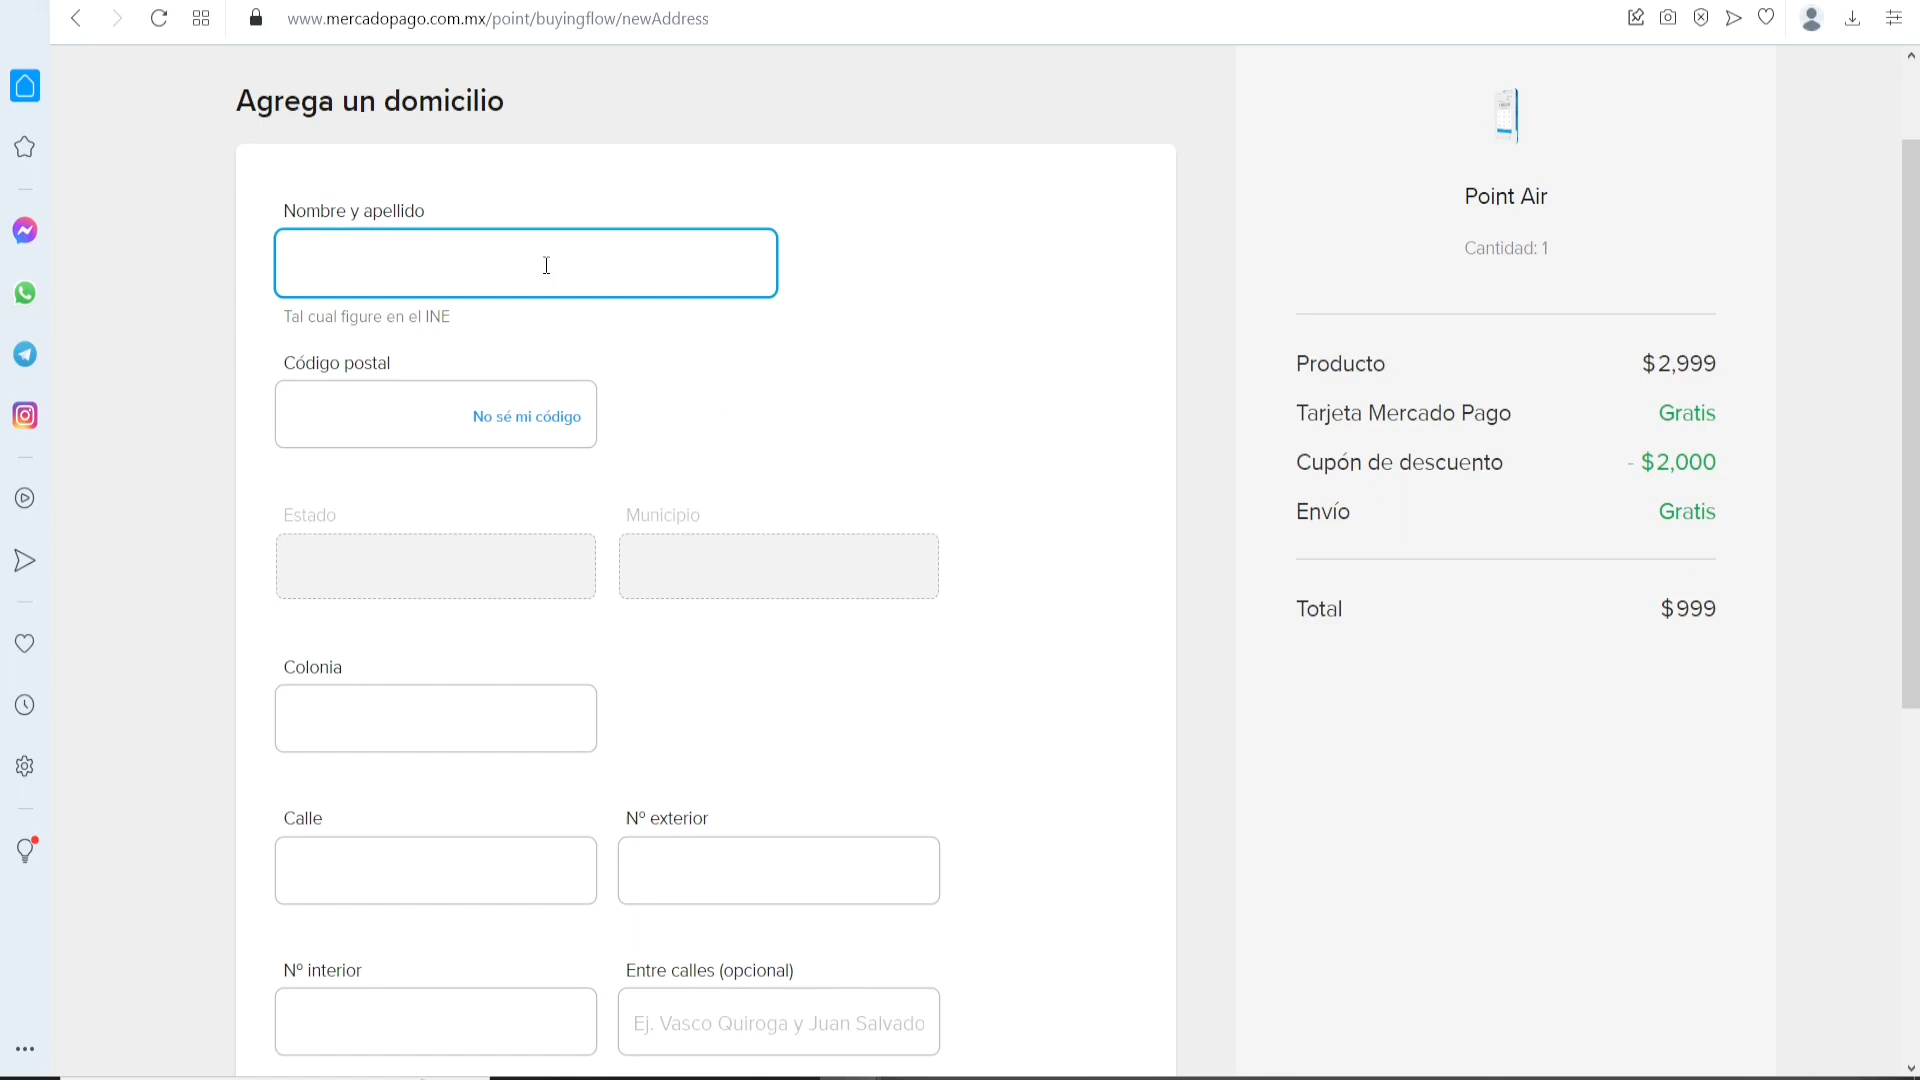 www.mercadopago.com.mx/point/buyingflow/newAddress
Agrega un domicilio
Nombre y apellido
Tal cual figure en el INE
Código postal
No sé mi código
Estado
Municipio
Colonia
Calle
Nº exterior
Nº interior
Entre calles (opcional)
Ej. Vasco Quiroga y Juan Salvado
Point Air
Cantidad: 1
Producto $2,999
Tarjeta Mercado Pago Gratis
Cupón de descuento - $2,000
Envío Gratis
Total $999